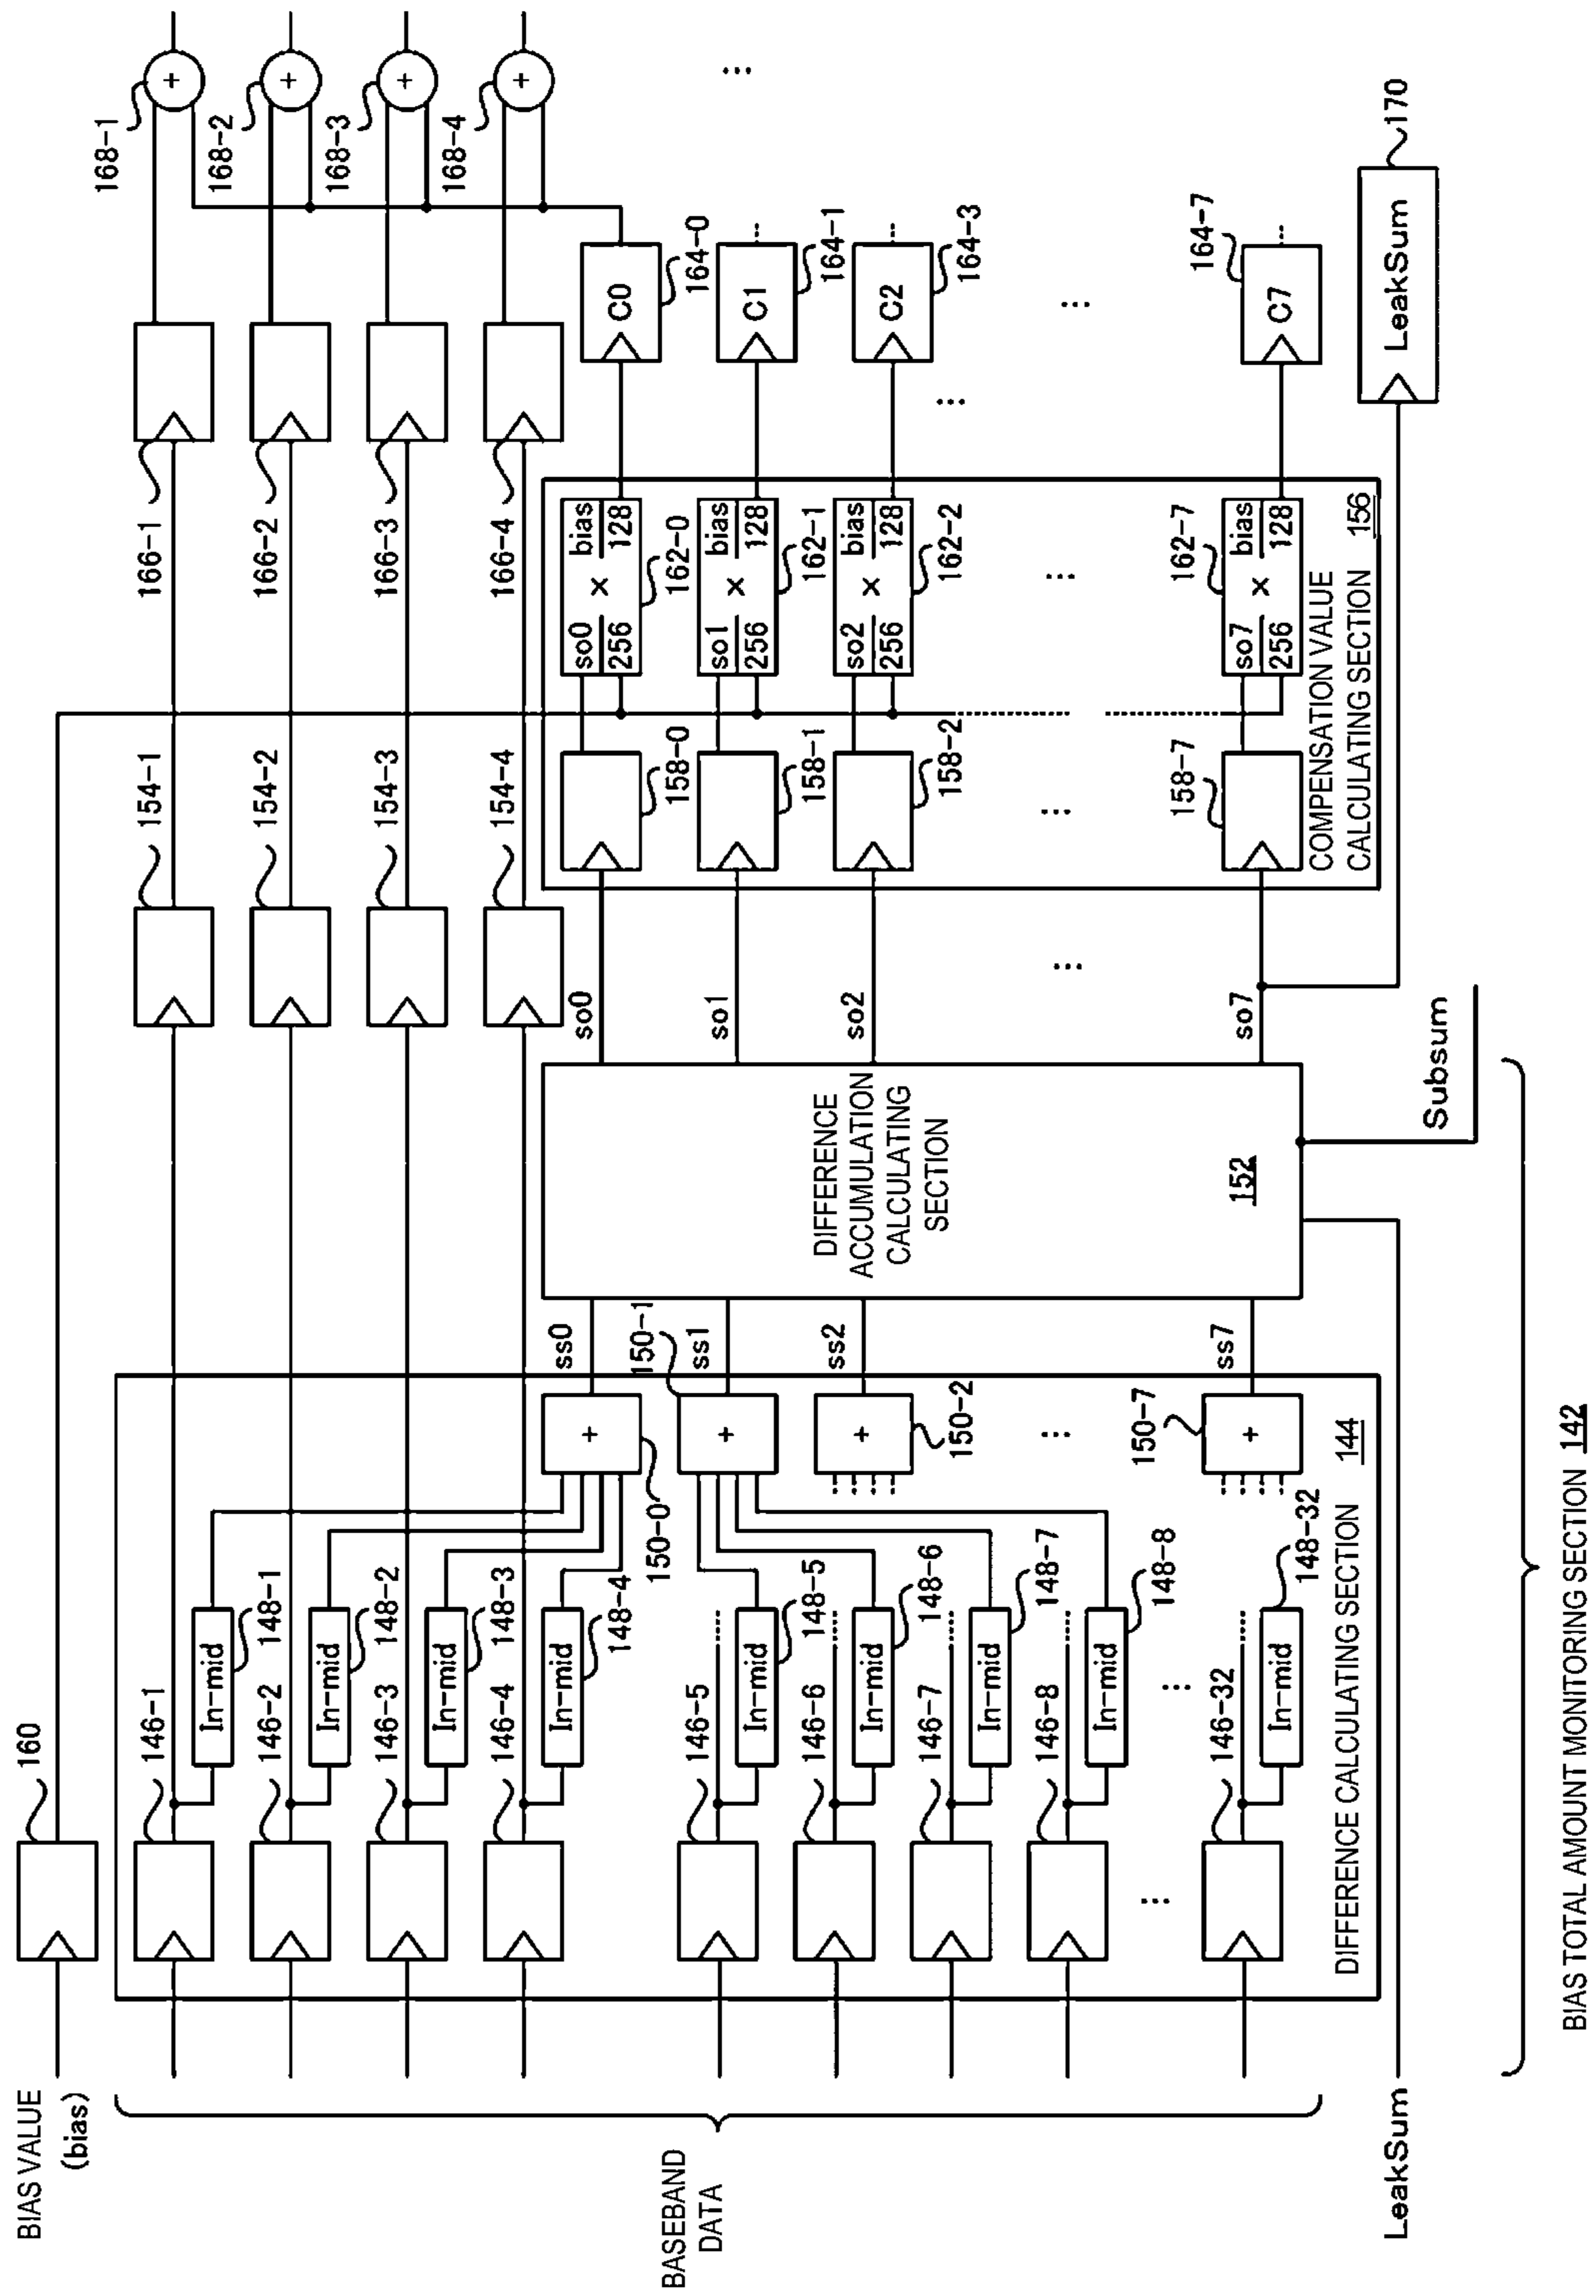 BIAS VALUE
(bias)
160
BASEBAND
DATA
LeakSum
146-1
146-2
146-3
146-4
146-5
146-6
146-7
146-8
146-32
...
...
In-mid
In-mid
In-mid
In-mid
In-mid
In-mid
In-mid
In-mid
In-mid
148-1
148-2
148-3
148-4
148-5
148-6
148-7
148-8
148-32
+
+
+
+
150-0
150-1
150-2
...
150-7
DIFFERENCE CALCULATING SECTION
144
ss0
ss1
ss2
ss7
DIFFERENCE
ACCUMULATION
CALCULATING
SECTION
152
Subsum
BIAS TOTAL AMOUNT MONITORING SECTION 142
so0
so1
so2
...
so7
154-1
154-2
154-3
154-4
158-0
158-1
158-2
...
158-7
so0
256
×
bias
128
so1
256
×
bias
128
so2
256
×
bias
128
...
so7
256
×
bias
128
162-0
162-1
162-2
162-7
COMPENSATION VALUE
CALCULATING SECTION
156
166-1
166-2
166-3
166-4
...
C0
C1
C2
...
C7
164-0
164-1
164-3
164-7
LeakSum
170
168-1
168-2
168-3
168-4
+
+
+
+
...